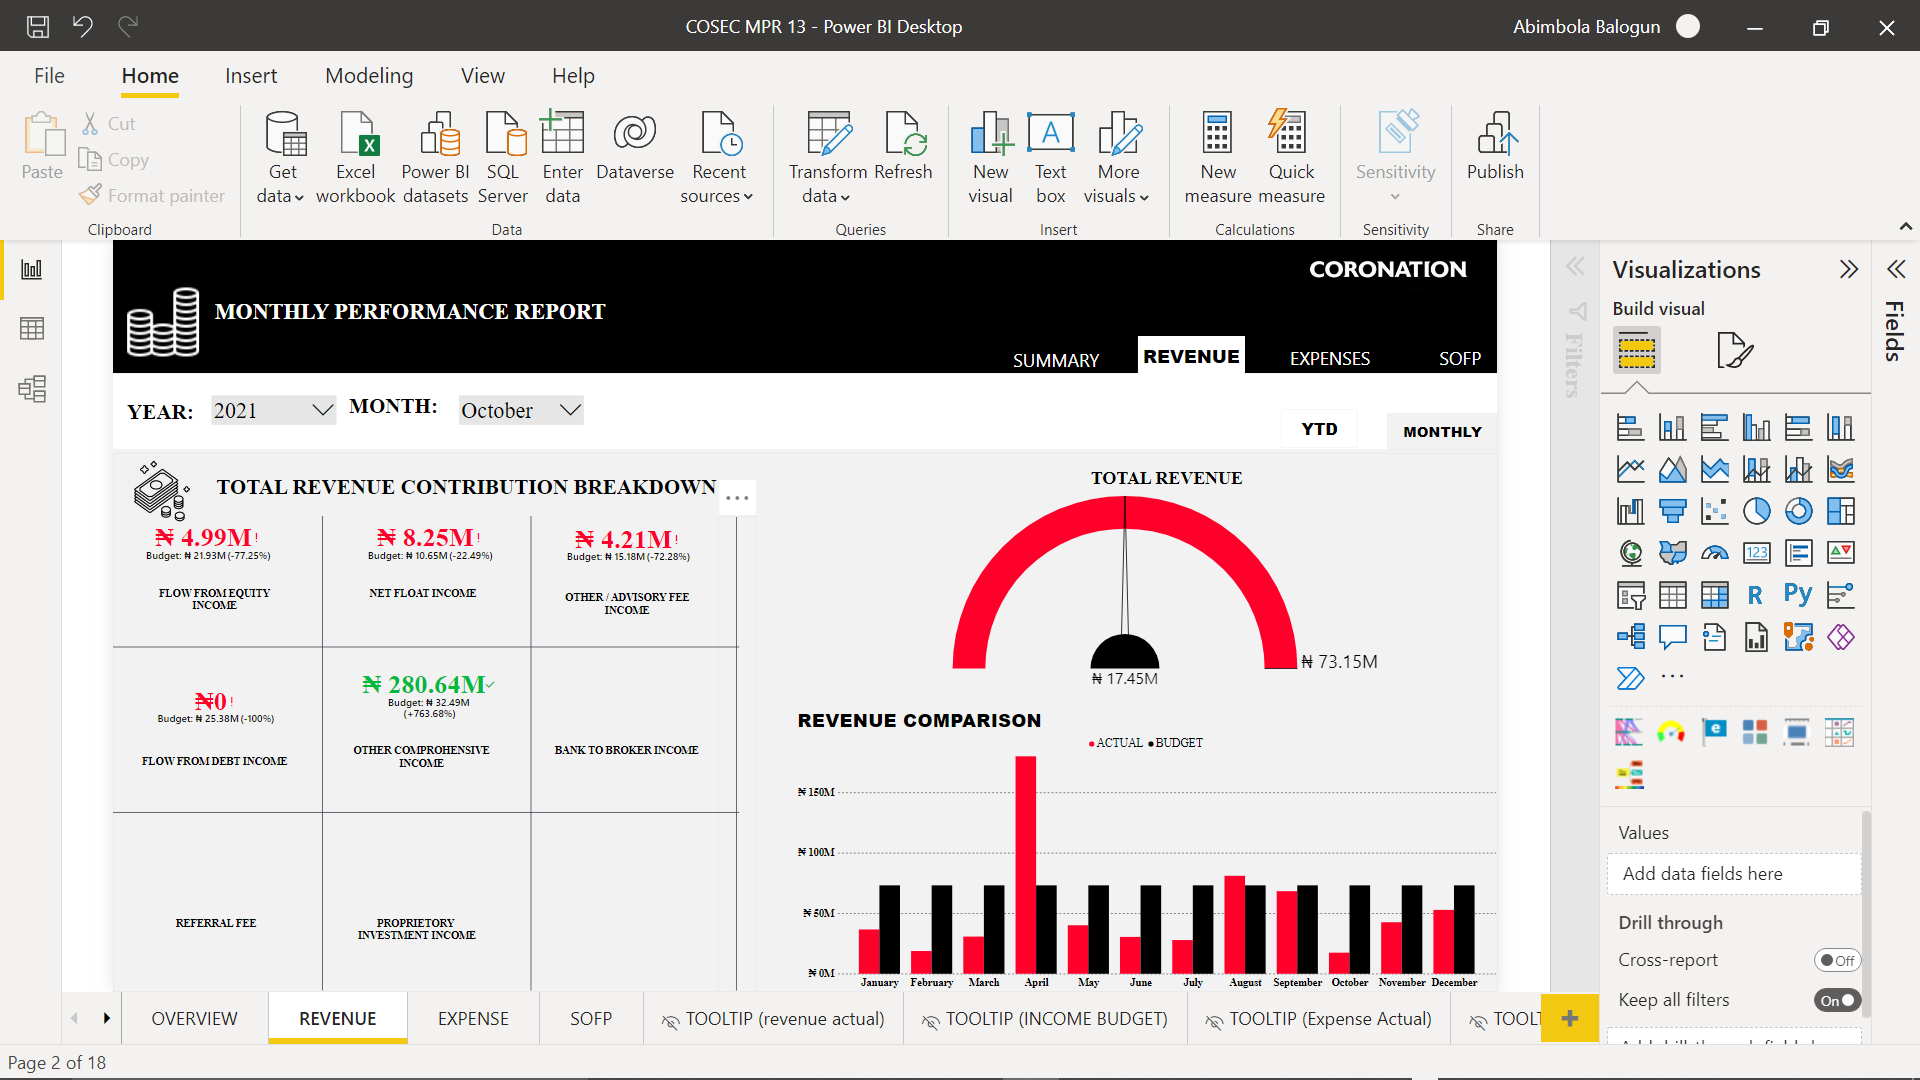 COSEC MPR 13 - Power BI Desktop
Abimbola Balogun
File Home Insert Modeling View Help
Paste
Cut
Copy
Format painter
Clipboard
Get data
Excel workbook
Power BI datasets
SQL Server
Enter data
Dataverse
Recent sources
Data
Transform data
Refresh
Queries
New visual
Text box
More visuals
Insert
New measure
Quick measure
Calculations
Sensitivity
Sensitivity
Publish
Share
CORONATION
MONTHLY PERFORMANCE REPORT
SUMMARY REVENUE EXPENSES SOFP
YEAR: 2021 MONTH: October
YTD MONTHLY
TOTAL REVENUE CONTRIBUTION BREAKDOWN
₦ 4.99M!
Budget: ₦ 21.93M (-77.25%)
FLOW FROM EQUITY
INCOME
₦ 8.25M!
Budget: ₦ 10.65M (-22.49%)
NET FLOAT INCOME
₦ 4.21M!
Budget: ₦ 15.18M (-72.28%)
OTHER / ADVISORY FEE
INCOME
₦0!
Budget: ₦ 25.38M (-100%)
FLOW FROM DEBT INCOME
₦ 280.64M✓
Budget: ₦ 32.49M
(+763.68%)
OTHER COMPROHENSIVE
INCOME
BANK TO BROKER INCOME
REFERRAL FEE
PROPRIETORY
INVESTMENT INCOME
TOTAL REVENUE
₦ 73.15M
₦ 17.45M
REVENUE COMPARISON
ACTUAL BUDGET
₦ 150M
₦ 100M
₦ 50M
₦ 0M
January February March April May June July August September October November December
Filters
Visualizations
Build visual
123
R
Py
Values
Add data fields here
Drill through
Cross-report
Off
Keep all filters
On
Fields
OVERVIEW REVENUE EXPENSE SOFP TOOLTIP (revenue actual) TOOLTIP (INCOME BUDGET) TOOLTIP (Expense Actual)
Page 2 of 18